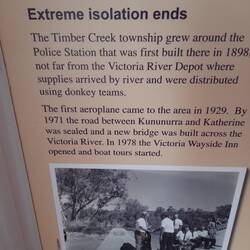 Extreme isolation ends
The Timber Creek township grew around the
Police Station that was first built there in 1898,
not far from the Victoria River Depot where
supplies arrived by river and were distributed
using donkey teams.
The first aeroplane came to the area in 1929. By
1971 the road between Kununurra and Katherine
was sealed and a new bridge was built across the
Victoria River. In 1978 the Victoria Wayside Inn
opened and boat tours started.